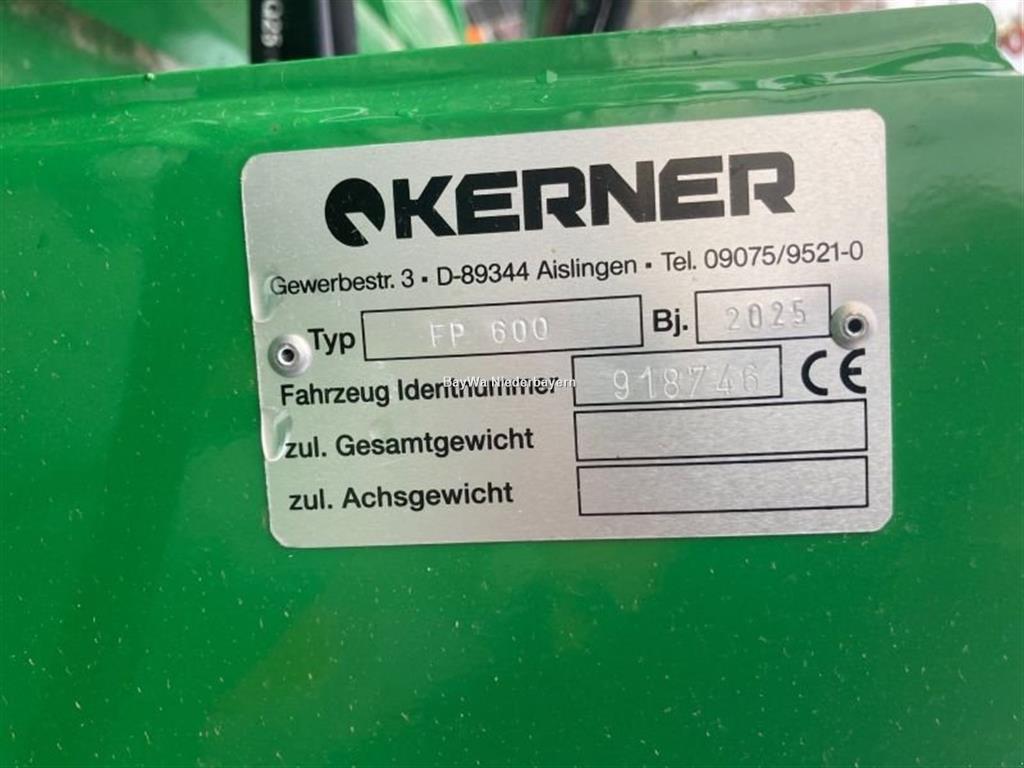 KERNER
Gewerbestr. 3 · D-89344 Aislingen · Tel. 09075/9521-0
Typ FP 600 Bj. 2025
Fahrzeug Identnummer 918746 CE
BayWa Niederbayern
zul. Gesamtgewicht
zul. Achsgewicht